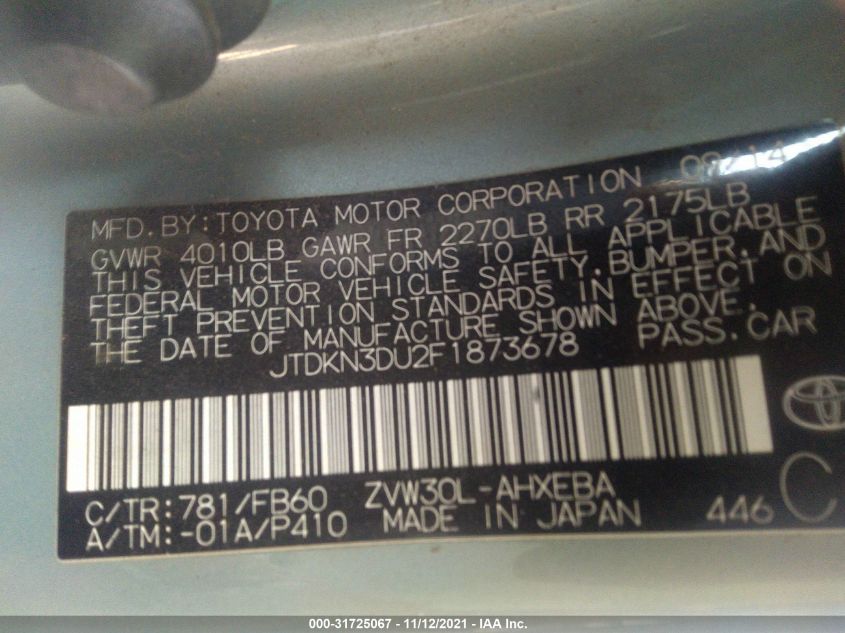 MFD. BY: TOYOTA MOTOR CORPORATION 09/14
GVWR 4010LB GAWR FR 2270LB RR 2175LB
THIS VEHICLE CONFORMS TO ALL APPLICABLE
FEDERAL MOTOR VEHICLE SAFETY, BUMPER, AND
THEFT PREVENTION STANDARDS IN EFFECT ON
THE DATE OF MANUFACTURE SHOWN ABOVE.
JTDKN3DU2F1873678 PASS. CAR
C/TR: 781/FB60 ZVW30L-AHXEBA
A/TM: -01A/P410 MADE IN JAPAN 446 C
000-31725067 - 11/12/2021 - IAA Inc.